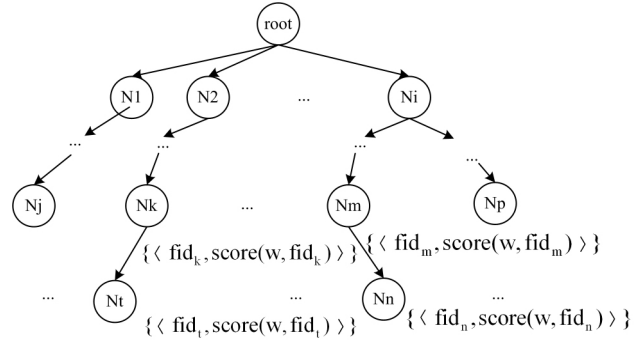 root
N1 N2 ... Ni
... ... ... ...
Nj Nk ... Nm Np
{〈 fid_k,score(w,fid_k) 〉} {〈 fid_m,score(w,fid_m) 〉}
... Nt ... Nn ...
{〈 fid_t,score(w,fid_t) 〉} {〈 fid_n,score(w,fid_n) 〉}